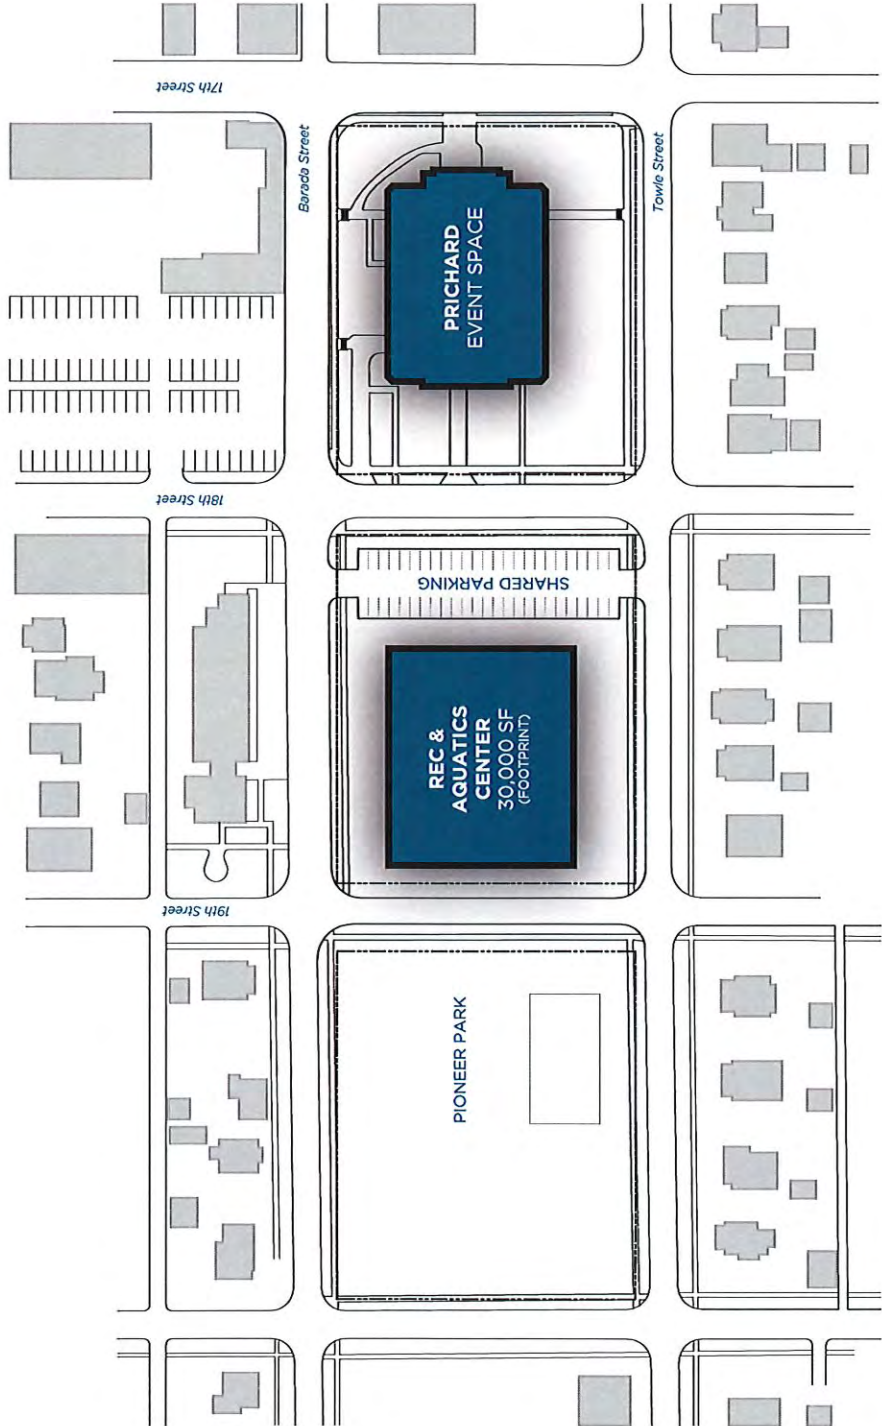 17th Street
Barada Street
Towle Street
PRICHARD
EVENT SPACE
18th Street
SHARED PARKING
REC &
AQUATICS
CENTER
30,000 SF
(FOOTPRINT)
19th Street
PIONEER PARK